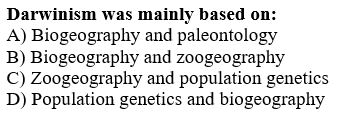 Darwinism was mainly based on:
A) Biogeography and paleontology
B) Biogeography and zoogeography
C) Zoogeography and population genetics
D) Population genetics and biogeography